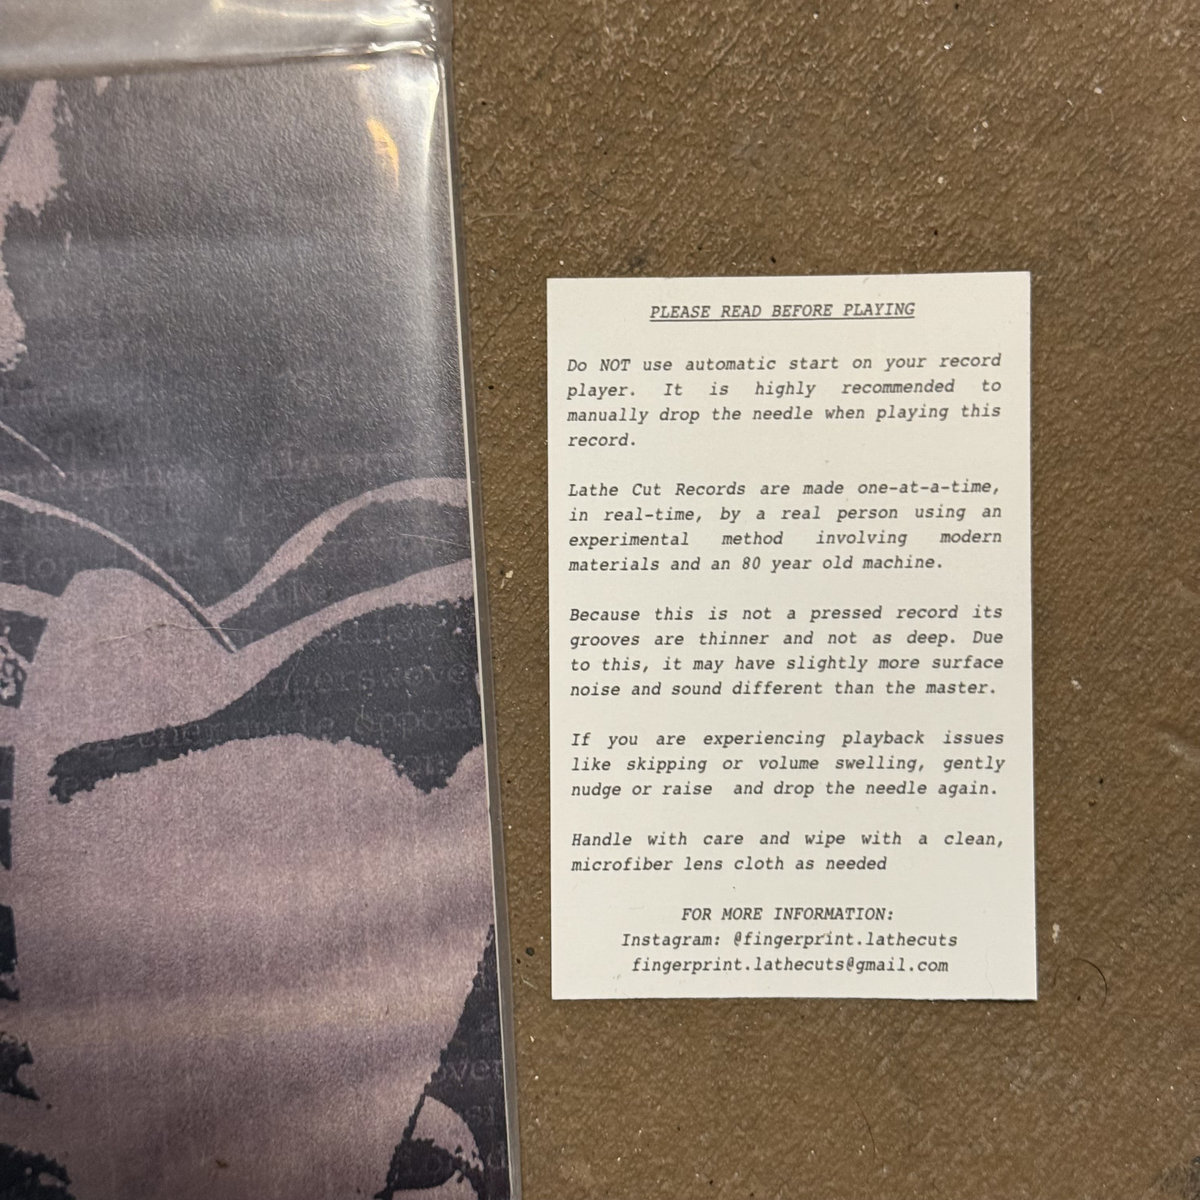 PLEASE READ BEFORE PLAYING
Do NOT use automatic start on your record
player. It is highly recommended to
manually drop the needle when playing this
record.
Lathe Cut Records are made one-at-a-time,
in real-time, by a real person using an
experimental method involving modern
materials and an 80 year old machine.
Because this is not a pressed record its
grooves are thinner and not as deep. Due
to this, it may have slightly more surface
noise and sound different than the master.
If you are experiencing playback issues
like skipping or volume swelling, gently
nudge or raise and drop the needle again.
Handle with care and wipe with a clean,
microfiber lens cloth as needed
FOR MORE INFORMATION:
Instagram: @fingerprint.lathecuts
fingerprint.lathecuts@gmail.com